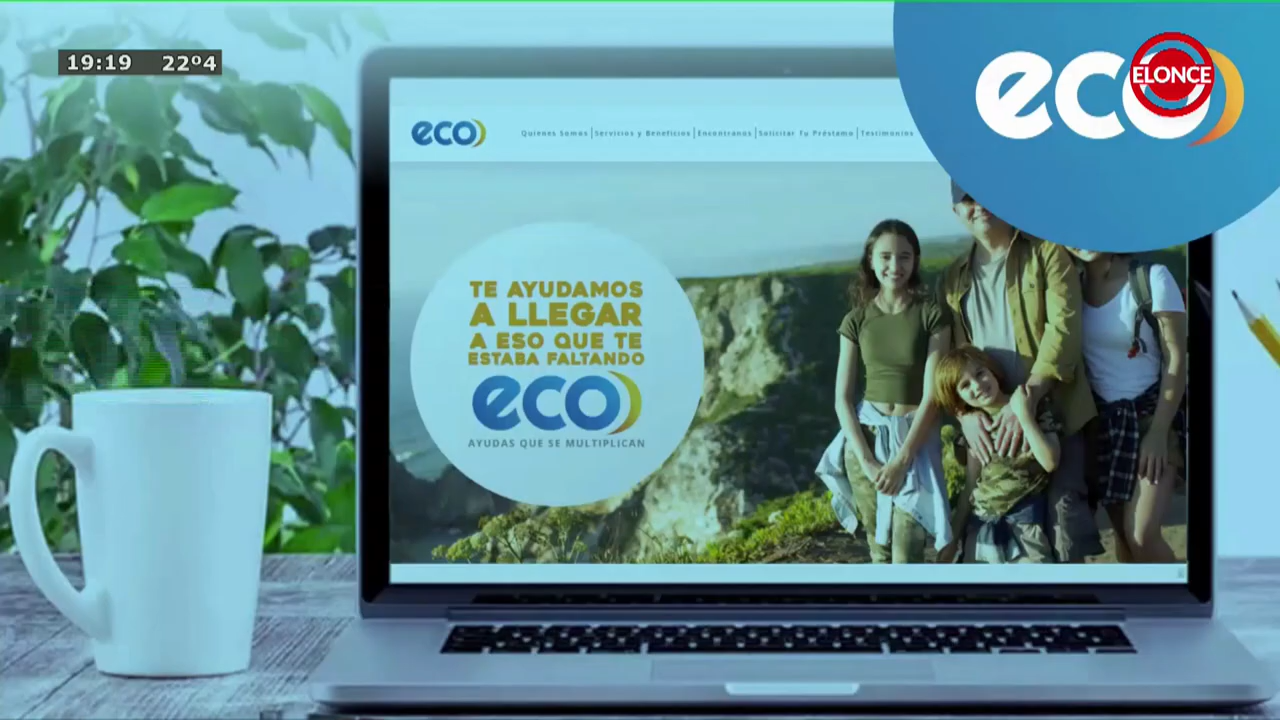 19:19 22º4
eco
ELONCE
eco
Quienes Somos | Servicios y Beneficios | Encontranos | Solicitar Tu Préstamo | Testimonios
TE AYUDAMOS
A LLEGAR
A ESO QUE TE
ESTABA FALTANDO
eco
AYUDAS QUE SE MULTIPLICAN